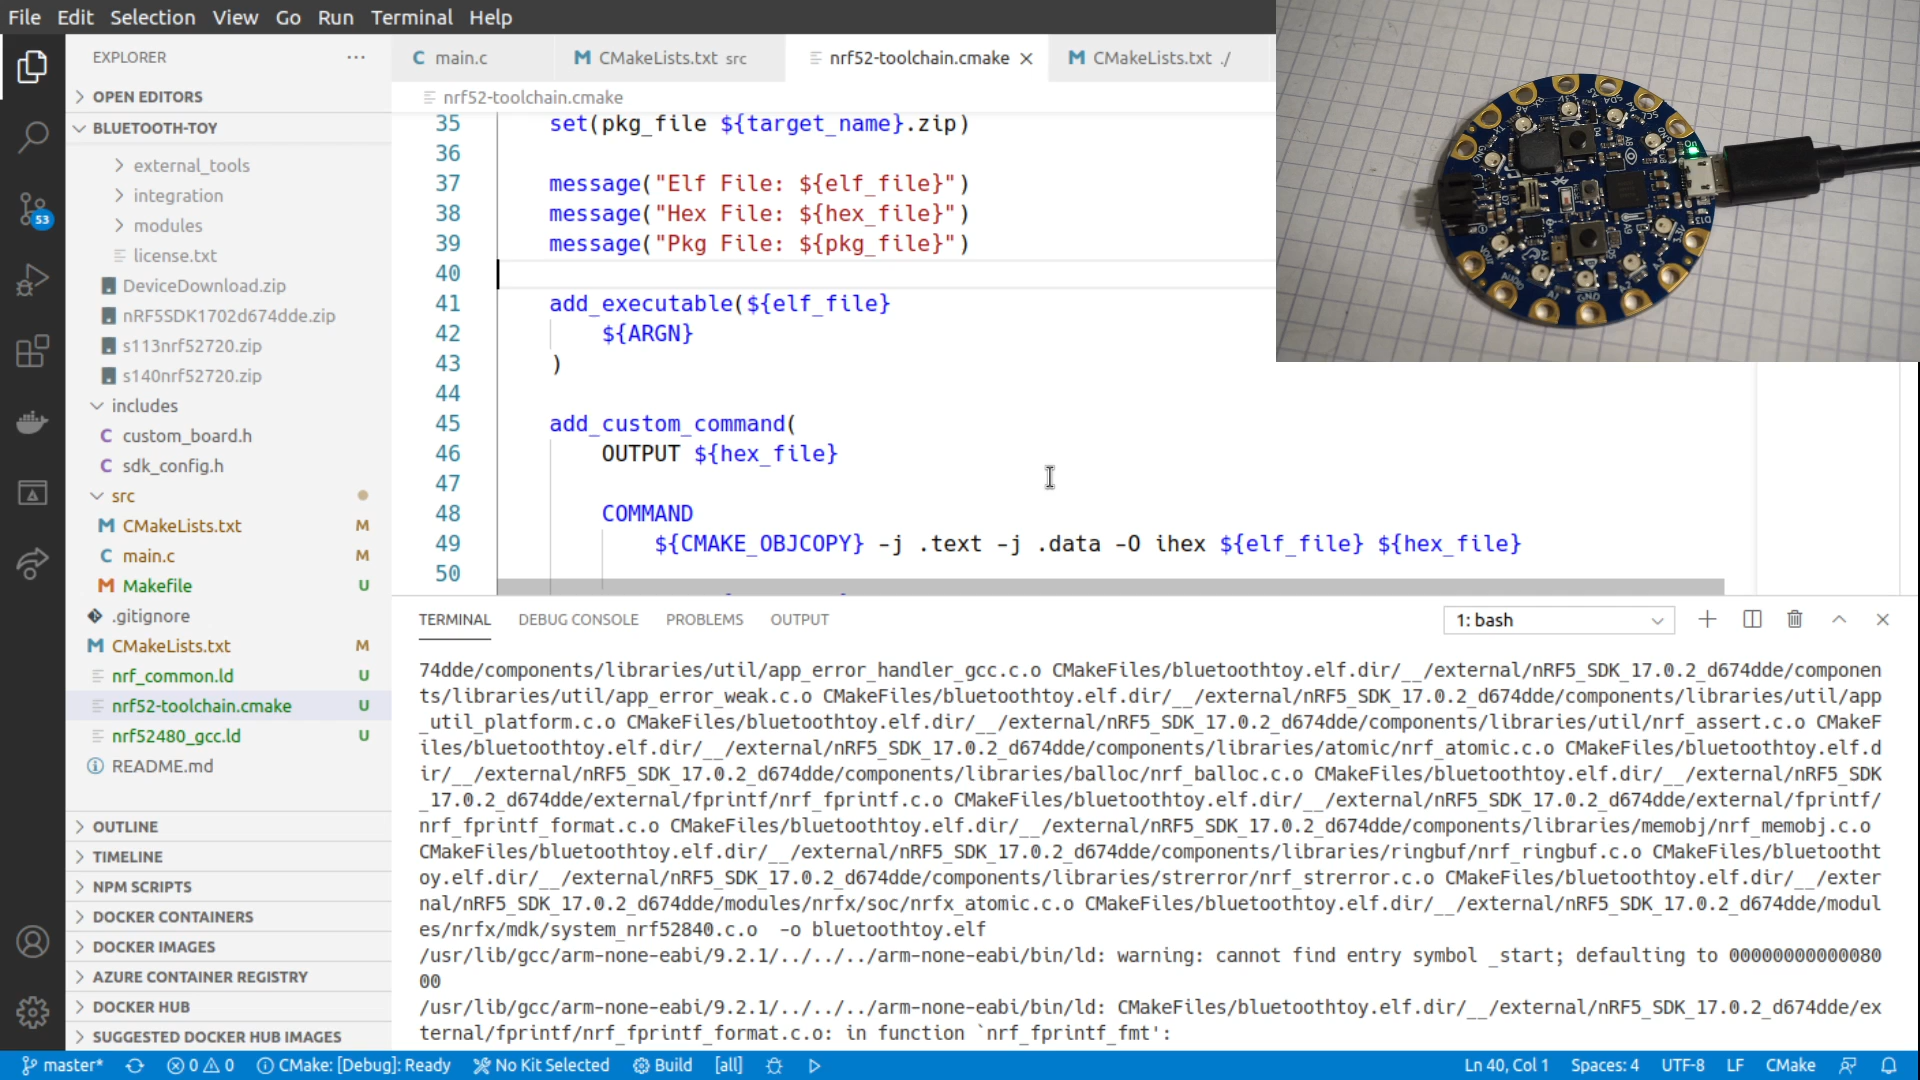 File Edit Selection View Go Run Terminal Help
EXPLORER
OPEN EDITORS
BLUETOOTH-TOY
external_tools
integration
modules
license.txt
DeviceDownload.zip
nRF5SDK1702d674dde.zip
s113nrf52720.zip
s140nrf52720.zip
includes
C custom_board.h
C sdk_config.h
src
M CMakeLists.txt M
C main.c M
M Makefile U
.gitignore
M CMakeLists.txt M
nrf_common.ld U
nrf52-toolchain.cmake U
nrf52480_gcc.ld U
README.md
OUTLINE
TIMELINE
NPM SCRIPTS
DOCKER CONTAINERS
DOCKER IMAGES
AZURE CONTAINER REGISTRY
DOCKER HUB
SUGGESTED DOCKER HUB IMAGES
53
C main.c M CMakeLists.txt src nrf52-toolchain.cmake M CMakeLists.txt ./
nrf52-toolchain.cmake
35 set(pkg_file ${target_name}.zip)
36
37 message("Elf File: ${elf_file}")
38 message("Hex File: ${hex_file}")
39 message("Pkg File: ${pkg_file}")
40
41 add_executable(${elf_file}
42 ${ARGN}
43 )
44
45 add_custom_command(
46 OUTPUT ${hex_file}
47
48 COMMAND
49 ${CMAKE_OBJCOPY} -j .text -j .data -O ihex ${elf_file} ${hex_file}
50
TERMINAL DEBUG CONSOLE PROBLEMS OUTPUT 1: bash
74dde/components/libraries/util/app_error_handler_gcc.c.o CMakeFiles/bluetoothtoy.elf.dir/__/external/nRF5_SDK_17.0.2_d674dde/componen
ts/libraries/util/app_error_weak.c.o CMakeFiles/bluetoothtoy.elf.dir/__/external/nRF5_SDK_17.0.2_d674dde/components/libraries/util/app
_util_platform.c.o CMakeFiles/bluetoothtoy.elf.dir/__/external/nRF5_SDK_17.0.2_d674dde/components/libraries/util/nrf_assert.c.o CMakeF
iles/bluetoothtoy.elf.dir/__/external/nRF5_SDK_17.0.2_d674dde/components/libraries/atomic/nrf_atomic.c.o CMakeFiles/bluetoothtoy.elf.d
ir/__/external/nRF5_SDK_17.0.2_d674dde/components/libraries/balloc/nrf_balloc.c.o CMakeFiles/bluetoothtoy.elf.dir/__/external/nRF5_SDK
_17.0.2_d674dde/external/fprintf/nrf_fprintf.c.o CMakeFiles/bluetoothtoy.elf.dir/__/external/nRF5_SDK_17.0.2_d674dde/external/fprintf/
nrf_fprintf_format.c.o CMakeFiles/bluetoothtoy.elf.dir/__/external/nRF5_SDK_17.0.2_d674dde/components/libraries/memobj/nrf_memobj.c.o
CMakeFiles/bluetoothtoy.elf.dir/__/external/nRF5_SDK_17.0.2_d674dde/components/libraries/ringbuf/nrf_ringbuf.c.o CMakeFiles/bluetootht
oy.elf.dir/__/external/nRF5_SDK_17.0.2_d674dde/components/libraries/strerror/nrf_strerror.c.o CMakeFiles/bluetoothtoy.elf.dir/__/exter
nal/nRF5_SDK_17.0.2_d674dde/modules/nrfx/soc/nrfx_atomic.c.o CMakeFiles/bluetoothtoy.elf.dir/__/external/nRF5_SDK_17.0.2_d674dde/modul
es/nrfx/mdk/system_nrf52840.c.o -o bluetoothtoy.elf
/usr/lib/gcc/arm-none-eabi/9.2.1/../../../arm-none-eabi/bin/ld: warning: cannot find entry symbol _start; defaulting to 00000000000080
00
/usr/lib/gcc/arm-none-eabi/9.2.1/../../../arm-none-eabi/bin/ld: CMakeFiles/bluetoothtoy.elf.dir/__/external/nRF5_SDK_17.0.2_d674dde/ex
ternal/fprintf/nrf_fprintf_format.c.o: in function `nrf_fprintf_fmt':
master* 0 0 CMake: [Debug]: Ready No Kit Selected Build [all] Ln 40, Col 1 Spaces: 4 UTF-8 LF CMake